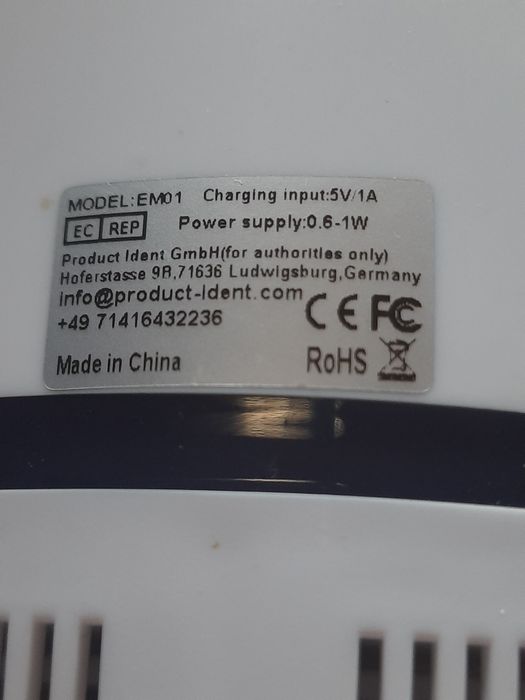 MODEL:EM01 Charging input:5V/1A
EC REP Power supply:0.6-1W
Product Ident GmbH(for authorities only)
Hoferstasse 9B,71636 Ludwigsburg,Germany
info@product-ident.com
+49 71416432236
CE FC
Made in China RoHS